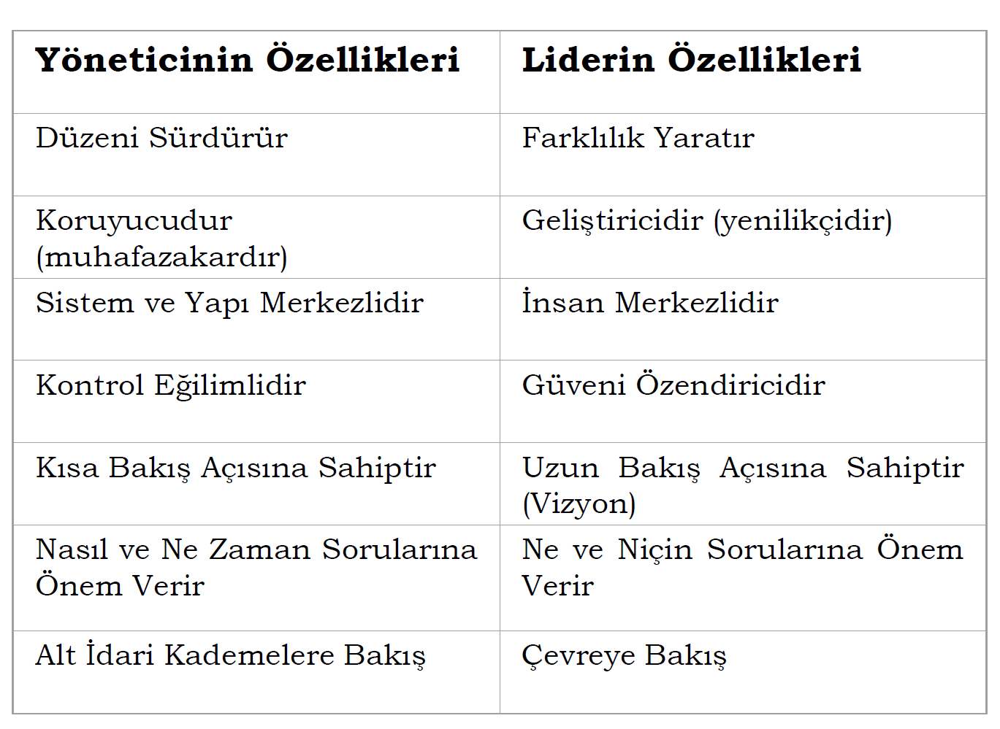 Yöneticinin Özellikleri
Liderin Özellikleri
Düzeni Sürdürür
Farklılık Yaratır
Koruyucudur
(muhafazakardır)
Geliştiricidir (yenilikçidir)
Sistem ve Yapı Merkezlidir
İnsan Merkezlidir
Kontrol Eğilimlidir
Güveni Özendiricidir
Kısa Bakış Açısına Sahiptir
Uzun Bakış Açısına Sahiptir
(Vizyon)
Nasıl ve Ne Zaman Sorularına
Önem Verir
Ne ve Niçin Sorularına Önem
Verir
Alt İdari Kademelere Bakış
Çevreye Bakış